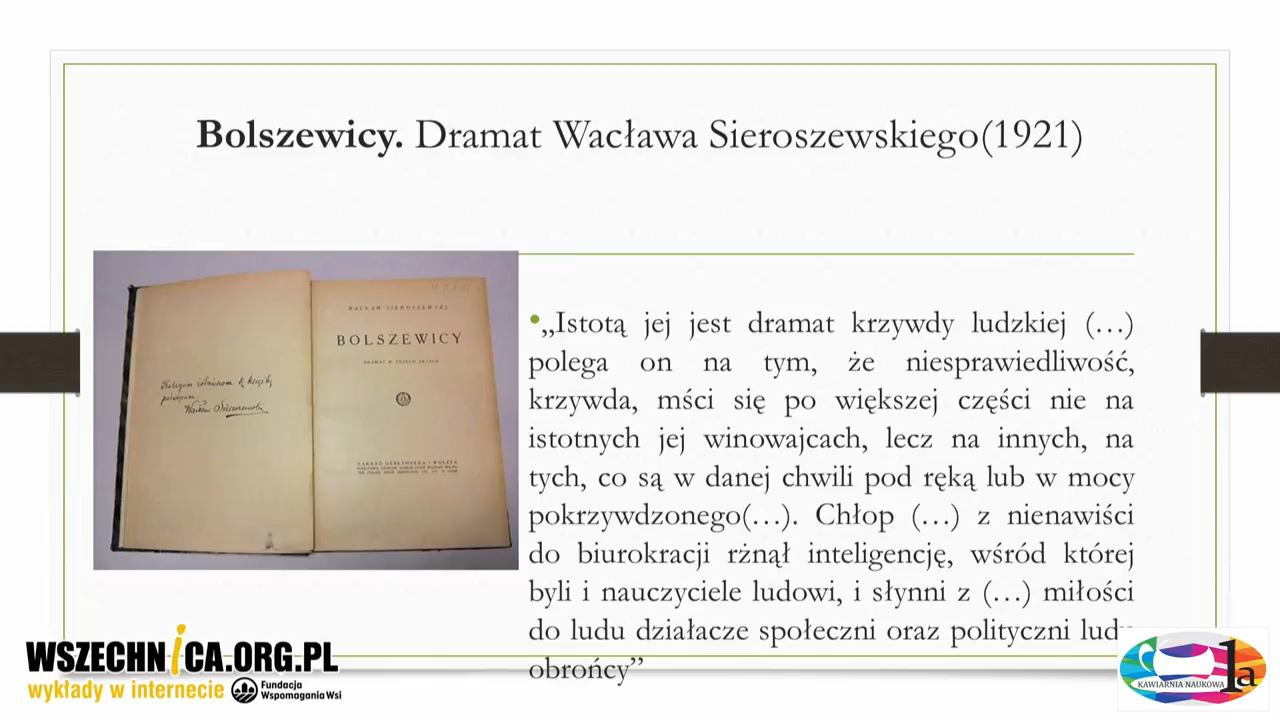 Bolszewicy. Dramat Wacława Sieroszewskiego(1921)
WACŁAW SIEROSZEWSKI
BOLSZEWICY
DRAMAT W TRZECH AKTACH
•„Istotą jej jest dramat krzywdy ludzkiej (…)
polega on na tym, że niesprawiedliwość,
krzywda, mści się po większej części nie na
istotnych jej winowajcach, lecz na innych, na
tych, co są w danej chwili pod ręką lub w mocy
pokrzywdzonego(…). Chłop (…) z nienawiści
do biurokracji rżnął inteligencję, wśród której
byli i nauczyciele ludowi, i słynni z (…) miłości
do ludu działacze społeczni oraz polityczni ludu
obrońcy”
WSZECHNICA.ORG.PL
wykłady w internecie
Fundacja
Wspomagania Wsi
KAWIARNIA NAUKOWA 1a